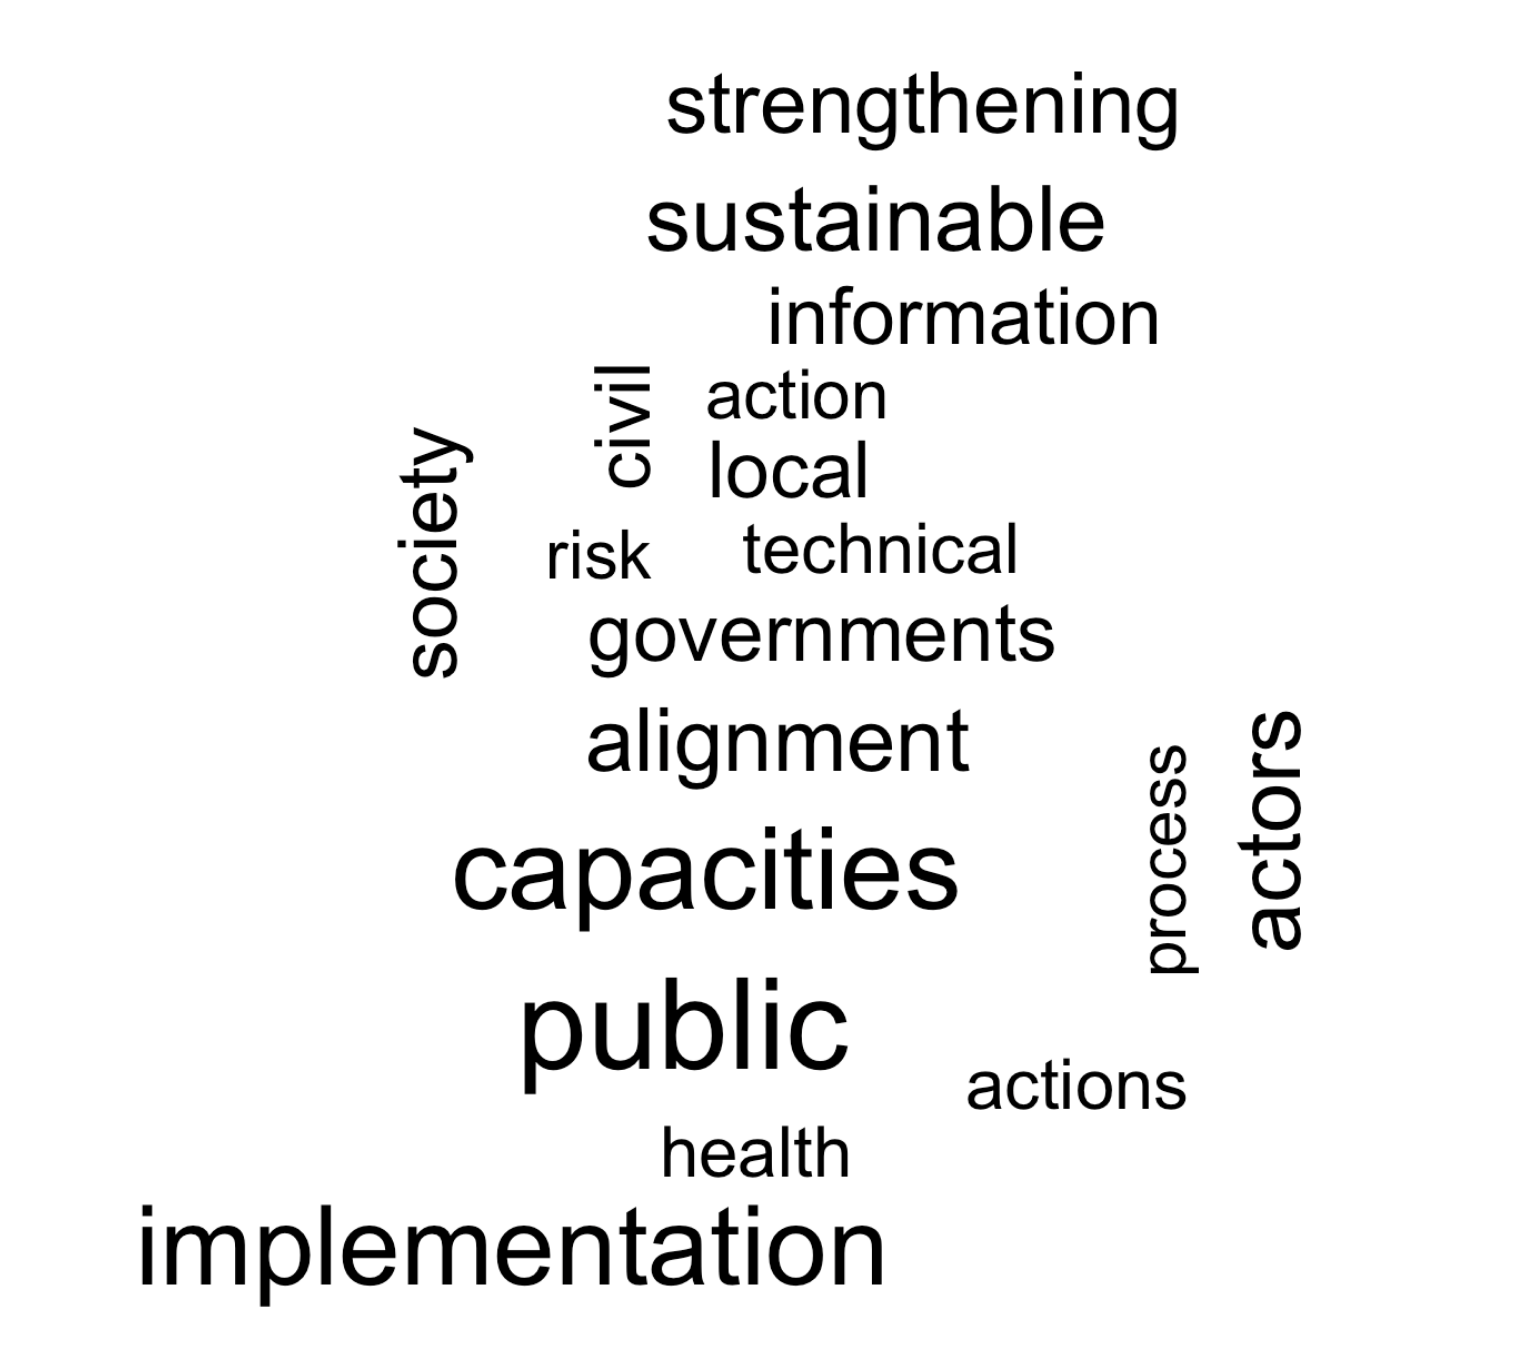 strengthening
sustainable
information
civil
action
society
local
risk
technical
governments
alignment
process
actors
capacities
public
actions
health
implementation